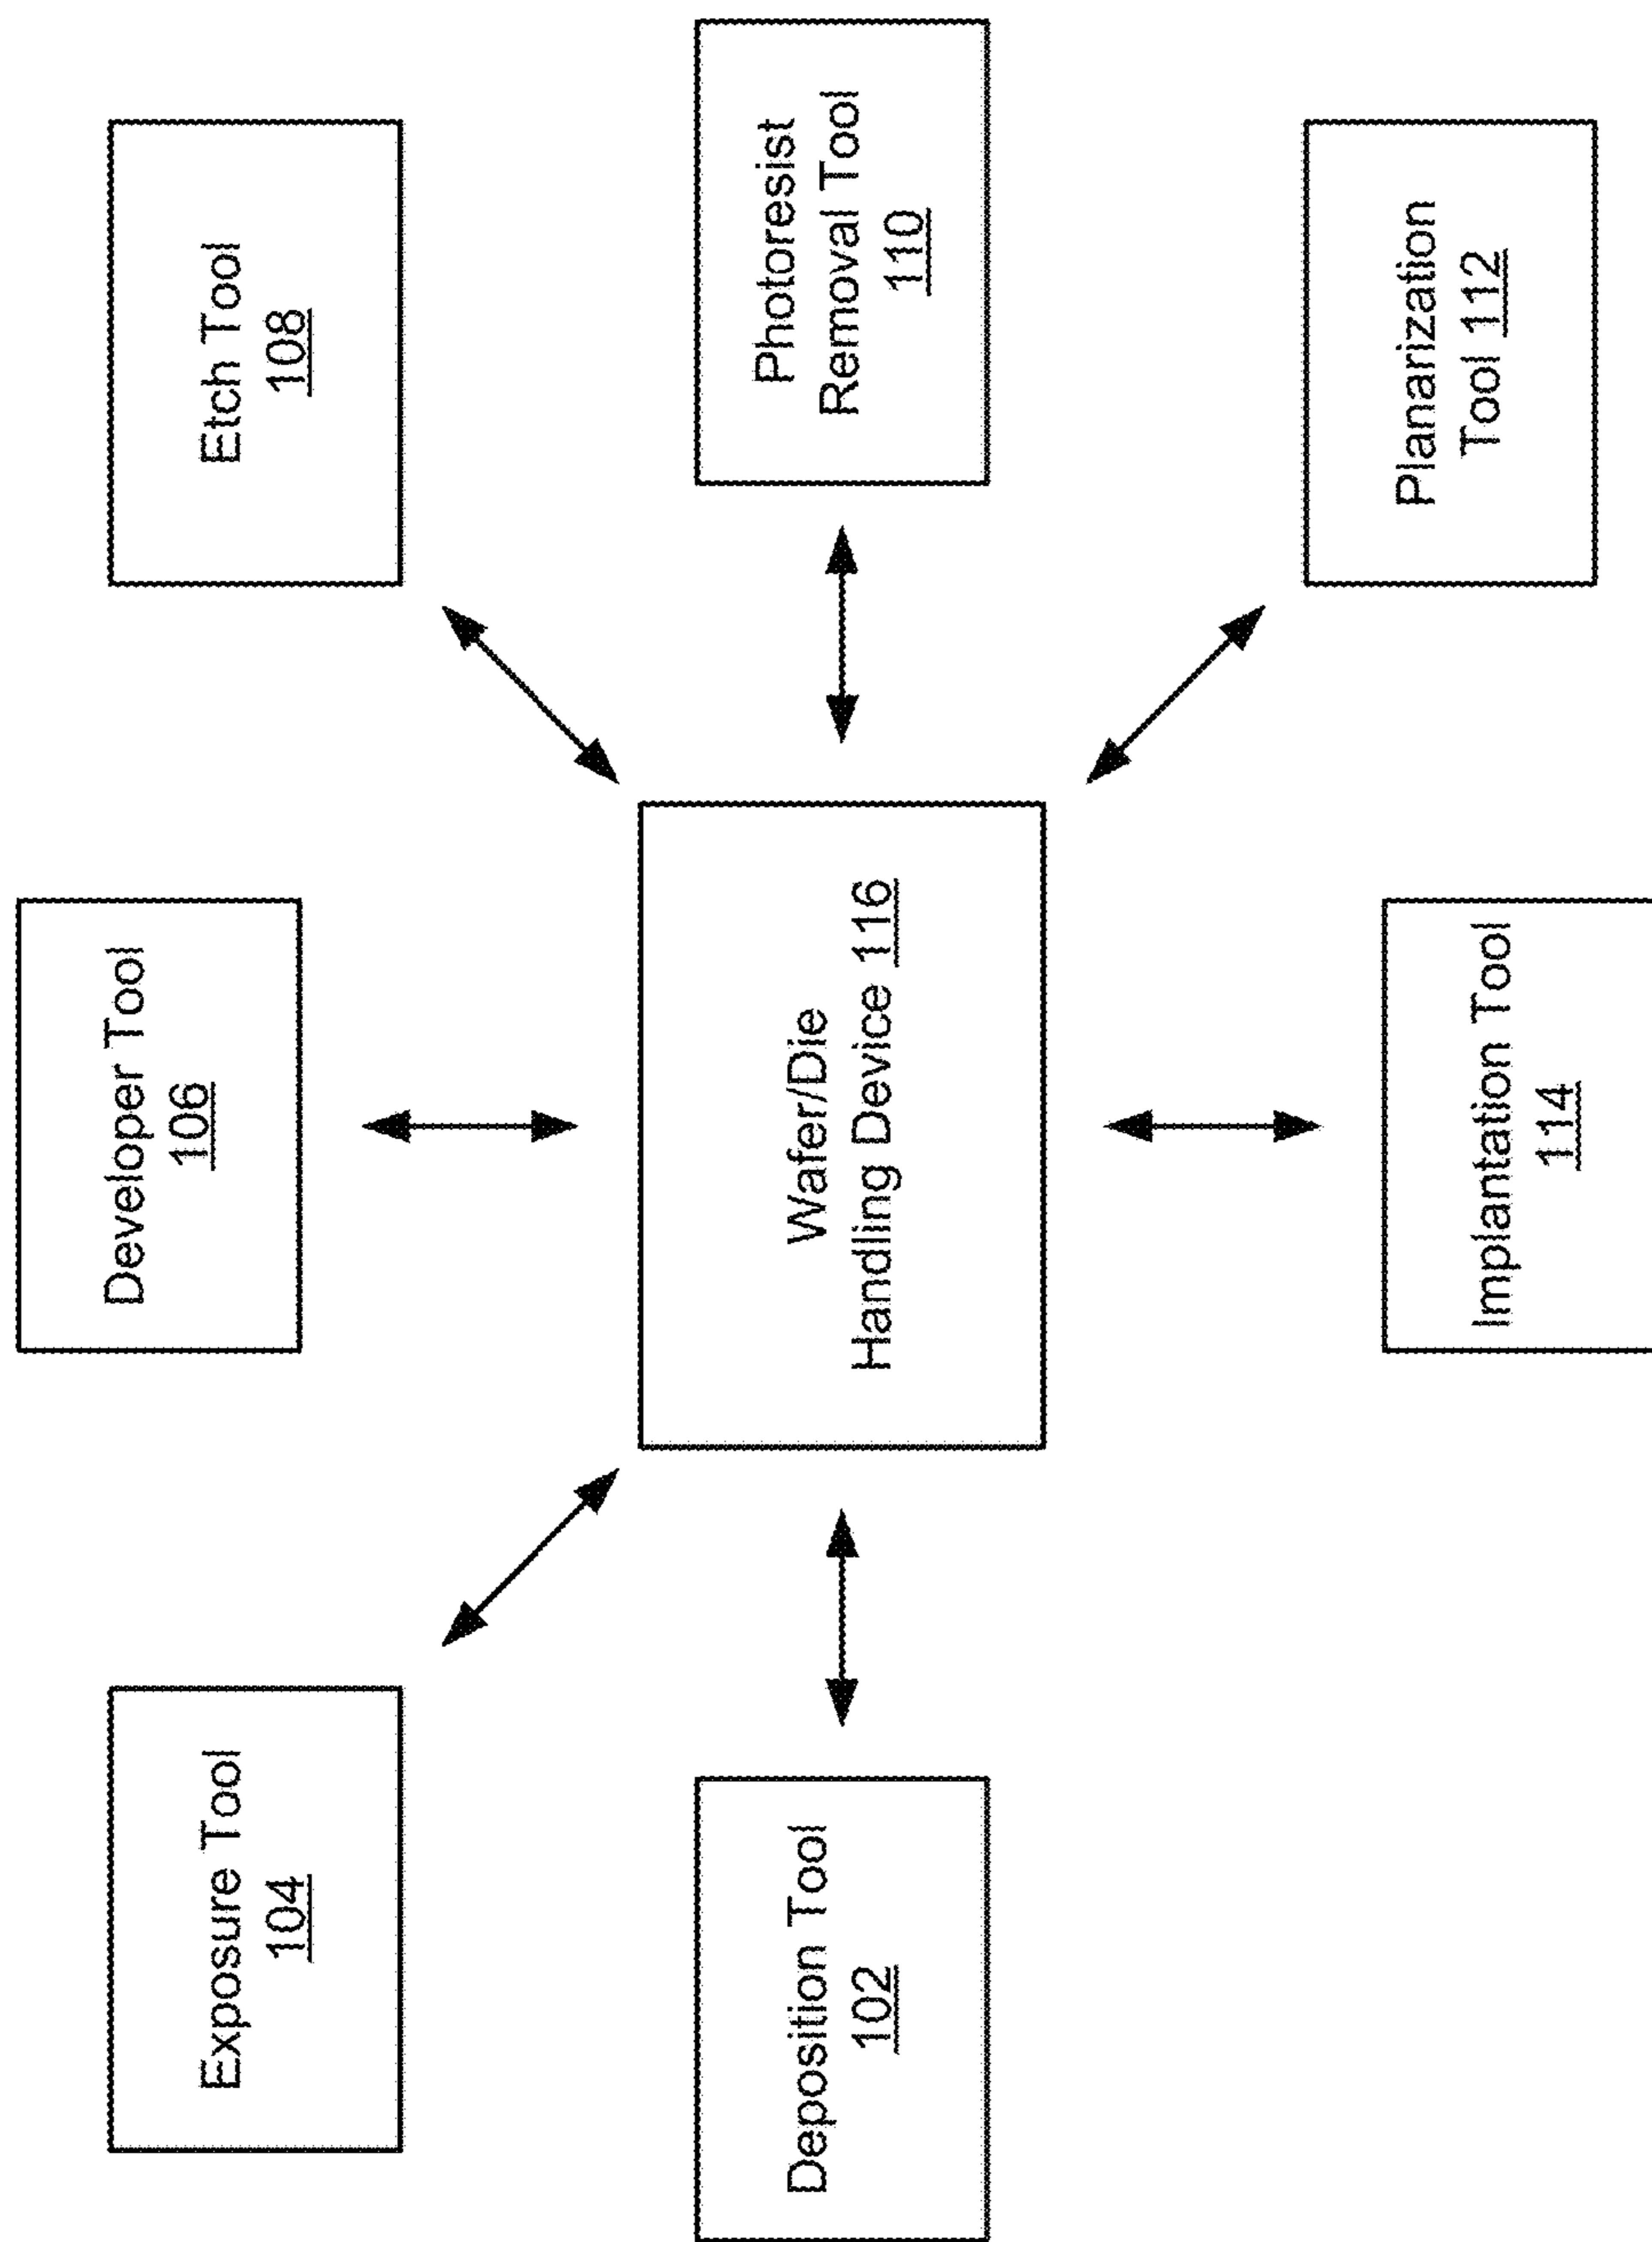 Developer Tool
106
Exposure Tool
104
Etch Tool
108
Deposition Tool
102
Wafer/Die
Handling Device 116
Photoresist
Removal Tool
110
Implantation Tool
114
Planarization
Tool 112